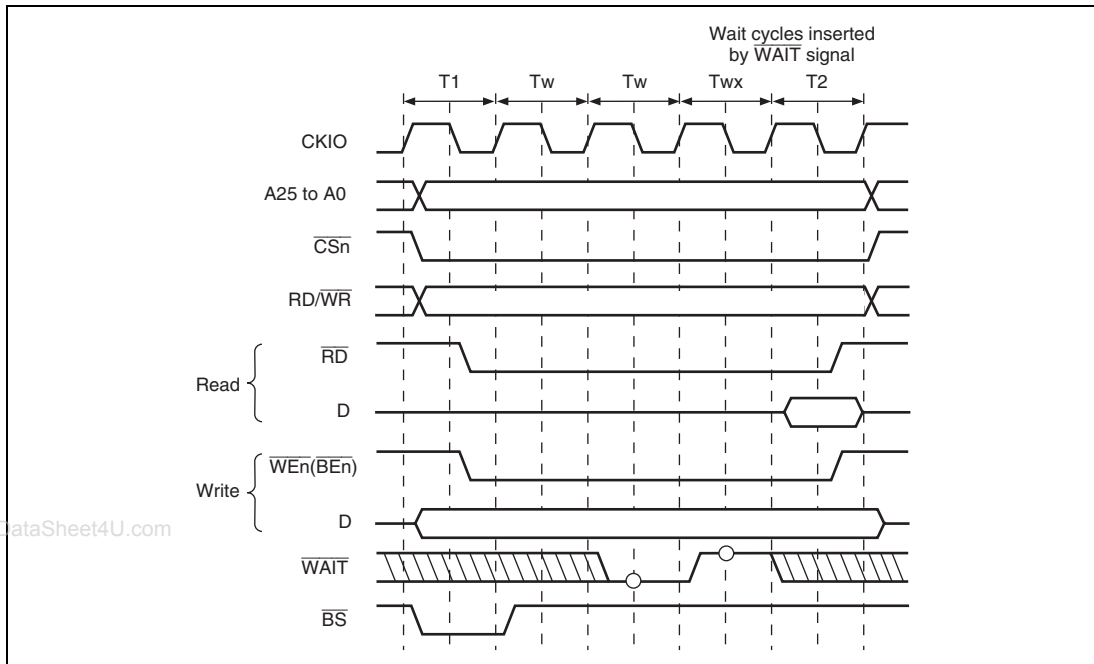 Wait cycles inserted
by WAIT signal
T1 Tw Tw Twx T2
CKIO
A25 to A0
CSn
RD/WR
Read
RD
D
Write
WEn(BEn)
D
WAIT
BS
DataSheet4U.com